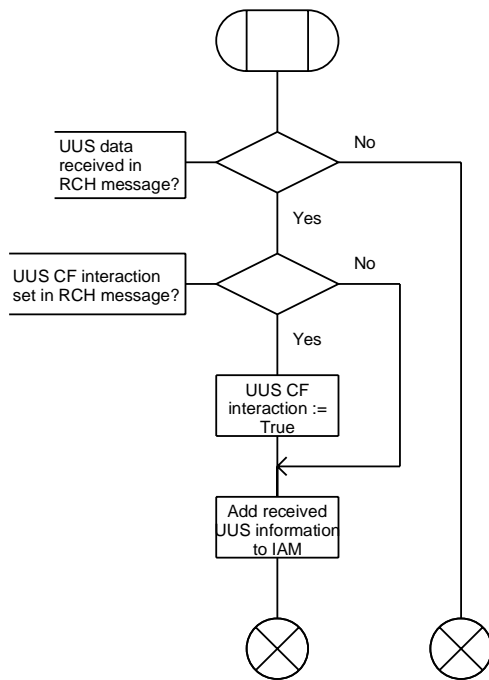 UUS data
received in
RCH message?
No
Yes
UUS CF interaction
set in RCH message?
No
Yes
UUS CF
interaction :=
True
Add received
UUS information
to IAM